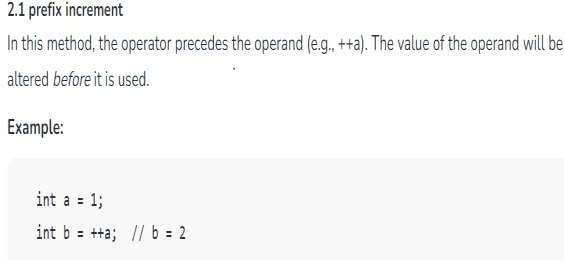 2.1 prefix increment
In this method, the operator precedes the operand (e.g., ++a). The value of the operand will be
altered before it is used.
Example:
int a = 1;
int b = ++a; // b = 2